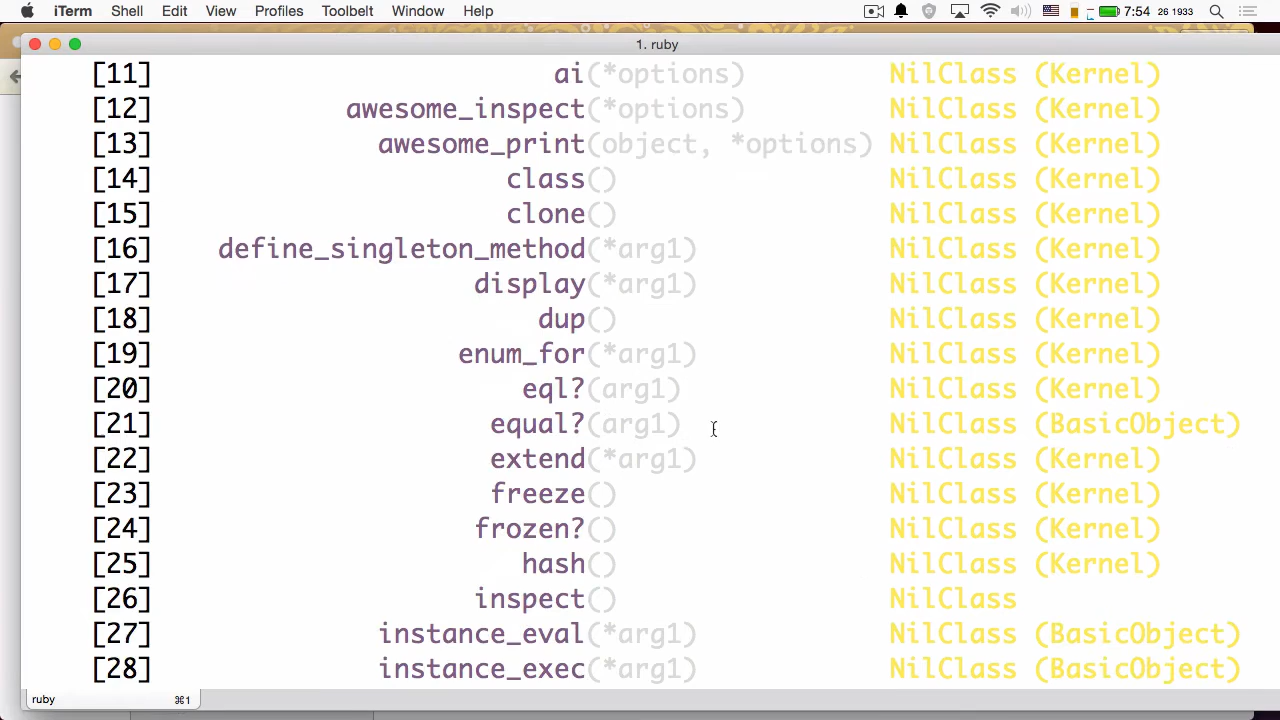 iTerm Shell Edit View Profiles Toolbelt Window Help 7:54 26 1933
1. ruby
[11] ai(*options) NilClass (Kernel)
[12] awesome_inspect(*options) NilClass (Kernel)
[13] awesome_print(object, *options) NilClass (Kernel)
[14] class() NilClass (Kernel)
[15] clone() NilClass (Kernel)
[16] define_singleton_method(*arg1) NilClass (Kernel)
[17] display(*arg1) NilClass (Kernel)
[18] dup() NilClass (Kernel)
[19] enum_for(*arg1) NilClass (Kernel)
[20] eql?(arg1) NilClass (Kernel)
[21] equal?(arg1) NilClass (BasicObject)
[22] extend(*arg1) NilClass (Kernel)
[23] freeze() NilClass (Kernel)
[24] frozen?() NilClass (Kernel)
[25] hash() NilClass (Kernel)
[26] inspect() NilClass
[27] instance_eval(*arg1) NilClass (BasicObject)
[28] instance_exec(*arg1) NilClass (BasicObject)
ruby ⌘1